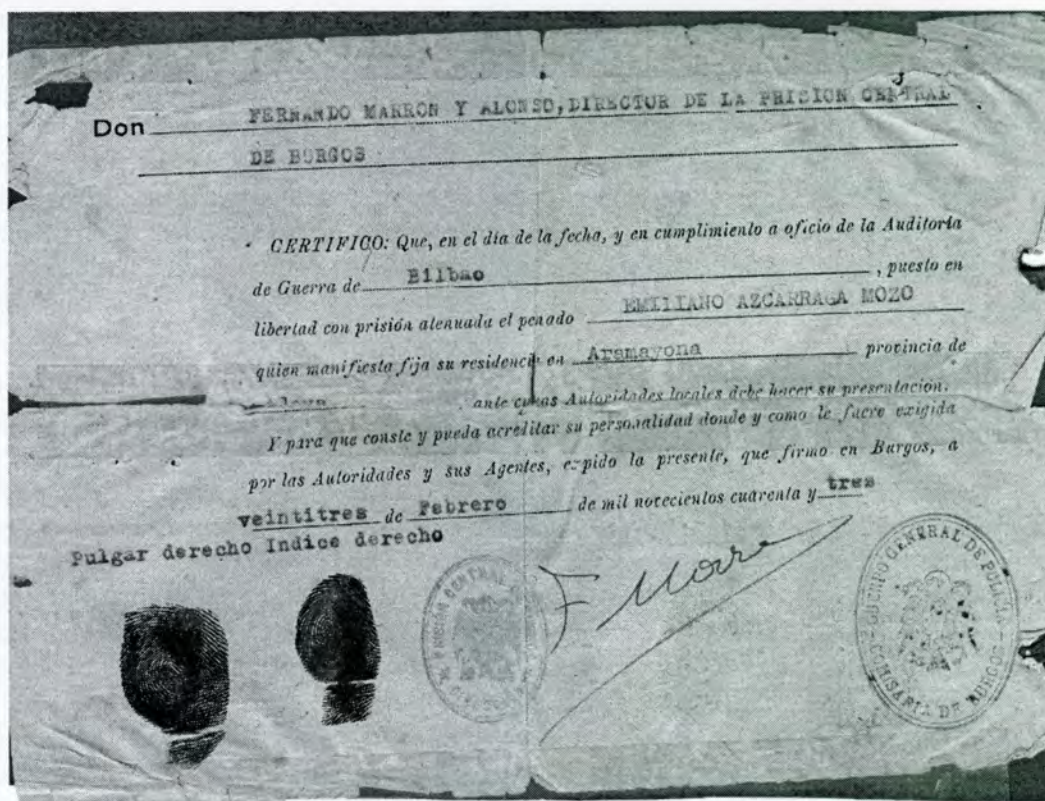 Don FERNANDO MARRON Y ALONSO, DIRECTOR DE LA PRISION CENTRAL
DE BURGOS
CERTIFICO: Que, en el día de la fecha, y en cumplimiento a oficio de la Auditoría
de Guerra de Bilbao, puesto en
libertad con prisión atenuada el penado EMILIANO AZCARRAGA MOZO
quien manifiesta fija su residencia en Aramayona provincia de
Alava ante cuyas Autoridades locales debe hacer su presentación.
Y para que conste y pueda acreditar su personalidad donde y como le fuere exigida
por las Autoridades y sus Agentes, expido la presente, que firmo en Burgos, a
veintitres de Febrero de mil novecientos cuarenta y tres
Pulgar derecho Indice derecho
PRISION CENTRAL
F Marr
CUERPO GENERAL DE POLICIA
COMISARIA DE BURGOS